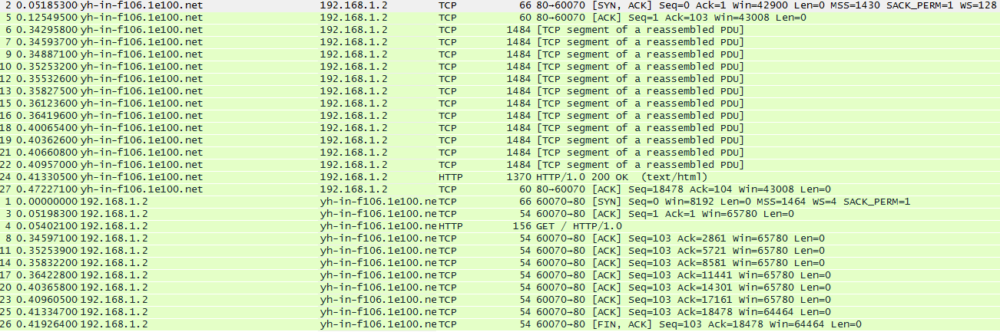 2 0.05185300 yh-in-f106.1e100.net 192.168.1.2 TCP 66 80→60070 [SYN, ACK] Seq=0 Ack=1 Win=42900 Len=0 MSS=1430 SACK_PERM=1 WS=128
5 0.12549500 yh-in-f106.1e100.net 192.168.1.2 TCP 60 80→60070 [ACK] Seq=1 Ack=103 Win=43008 Len=0
6 0.34295800 yh-in-f106.1e100.net 192.168.1.2 TCP 1484 [TCP segment of a reassembled PDU]
7 0.34593700 yh-in-f106.1e100.net 192.168.1.2 TCP 1484 [TCP segment of a reassembled PDU]
9 0.34887100 yh-in-f106.1e100.net 192.168.1.2 TCP 1484 [TCP segment of a reassembled PDU]
10 0.35253200 yh-in-f106.1e100.net 192.168.1.2 TCP 1484 [TCP segment of a reassembled PDU]
12 0.35532600 yh-in-f106.1e100.net 192.168.1.2 TCP 1484 [TCP segment of a reassembled PDU]
13 0.35827500 yh-in-f106.1e100.net 192.168.1.2 TCP 1484 [TCP segment of a reassembled PDU]
15 0.36123600 yh-in-f106.1e100.net 192.168.1.2 TCP 1484 [TCP segment of a reassembled PDU]
16 0.36419600 yh-in-f106.1e100.net 192.168.1.2 TCP 1484 [TCP segment of a reassembled PDU]
18 0.40065400 yh-in-f106.1e100.net 192.168.1.2 TCP 1484 [TCP segment of a reassembled PDU]
19 0.40362600 yh-in-f106.1e100.net 192.168.1.2 TCP 1484 [TCP segment of a reassembled PDU]
21 0.40660800 yh-in-f106.1e100.net 192.168.1.2 TCP 1484 [TCP segment of a reassembled PDU]
22 0.40957000 yh-in-f106.1e100.net 192.168.1.2 TCP 1484 [TCP segment of a reassembled PDU]
24 0.41330500 yh-in-f106.1e100.net 192.168.1.2 HTTP 1370 HTTP/1.0 200 OK (text/html)
27 0.47227100 yh-in-f106.1e100.net 192.168.1.2 TCP 60 80→60070 [ACK] Seq=18478 Ack=104 Win=43008 Len=0
1 0.00000000 192.168.1.2 yh-in-f106.1e100.ne TCP 66 60070→80 [SYN] Seq=0 Win=8192 Len=0 MSS=1464 WS=4 SACK_PERM=1
3 0.05198300 192.168.1.2 yh-in-f106.1e100.ne TCP 54 60070→80 [ACK] Seq=1 Ack=1 Win=65780 Len=0
4 0.05402100 192.168.1.2 yh-in-f106.1e100.ne HTTP 156 GET / HTTP/1.0
8 0.34597100 192.168.1.2 yh-in-f106.1e100.ne TCP 54 60070→80 [ACK] Seq=103 Ack=2861 Win=65780 Len=0
11 0.35253900 192.168.1.2 yh-in-f106.1e100.ne TCP 54 60070→80 [ACK] Seq=103 Ack=5721 Win=65780 Len=0
14 0.35832200 192.168.1.2 yh-in-f106.1e100.ne TCP 54 60070→80 [ACK] Seq=103 Ack=8581 Win=65780 Len=0
17 0.36422800 192.168.1.2 yh-in-f106.1e100.ne TCP 54 60070→80 [ACK] Seq=103 Ack=11441 Win=65780 Len=0
20 0.40365800 192.168.1.2 yh-in-f106.1e100.ne TCP 54 60070→80 [ACK] Seq=103 Ack=14301 Win=65780 Len=0
23 0.40960500 192.168.1.2 yh-in-f106.1e100.ne TCP 54 60070→80 [ACK] Seq=103 Ack=17161 Win=65780 Len=0
25 0.41334700 192.168.1.2 yh-in-f106.1e100.ne TCP 54 60070→80 [ACK] Seq=103 Ack=18478 Win=64464 Len=0
26 0.41926400 192.168.1.2 yh-in-f106.1e100.ne TCP 54 60070→80 [FIN, ACK] Seq=103 Ack=18478 Win=64464 Len=0